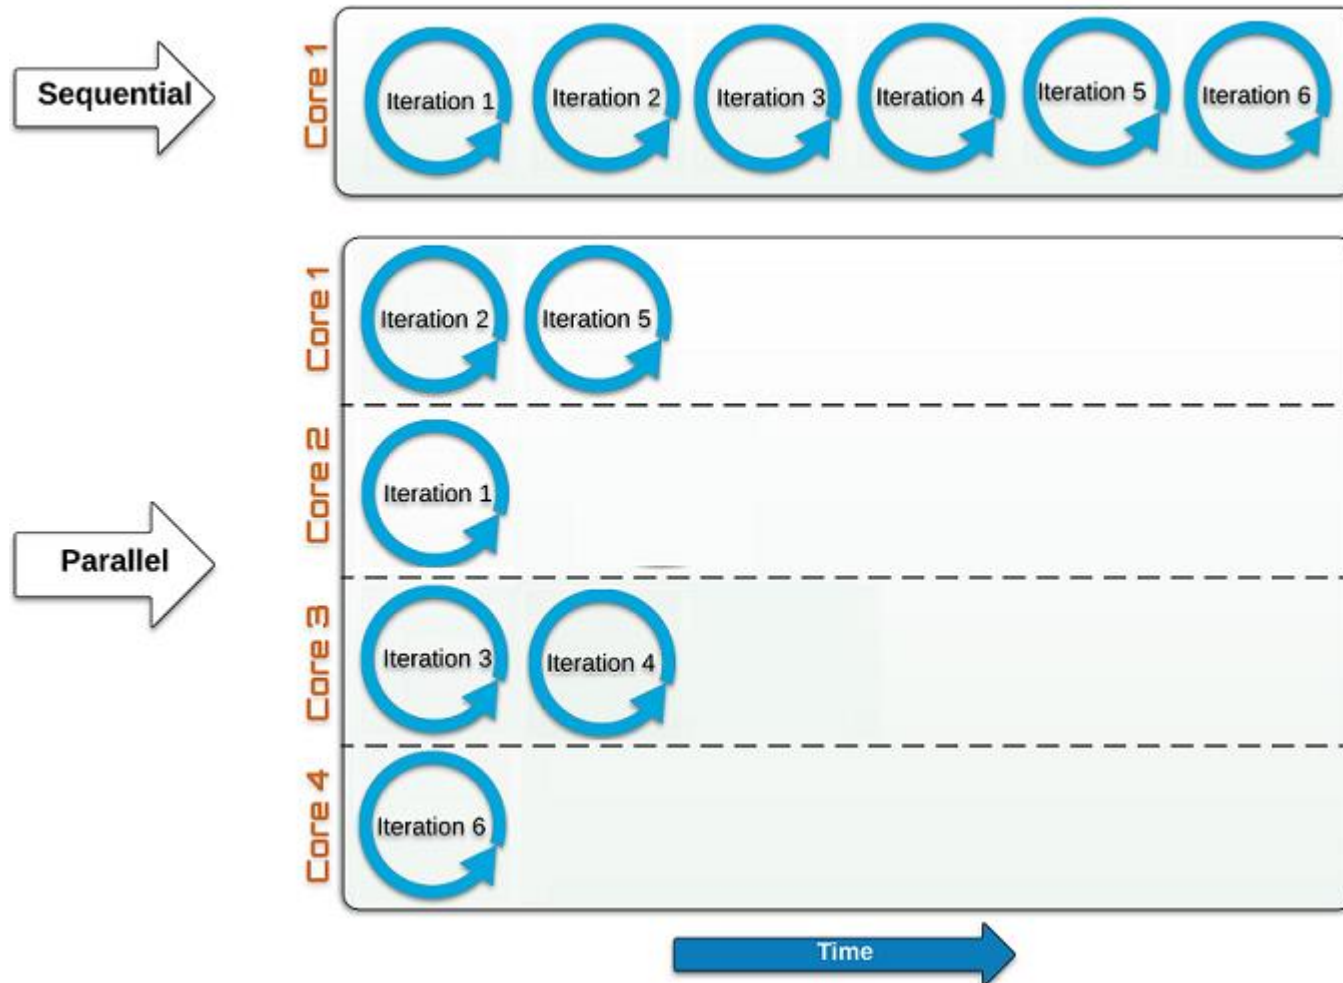 Sequential
Core 1
Iteration 1
Iteration 2
Iteration 3
Iteration 4
Iteration 5
Iteration 6
Parallel
Core 1
Iteration 2
Iteration 5
Core 2
Iteration 1
Core 3
Iteration 3
Iteration 4
Core 4
Iteration 6
Time